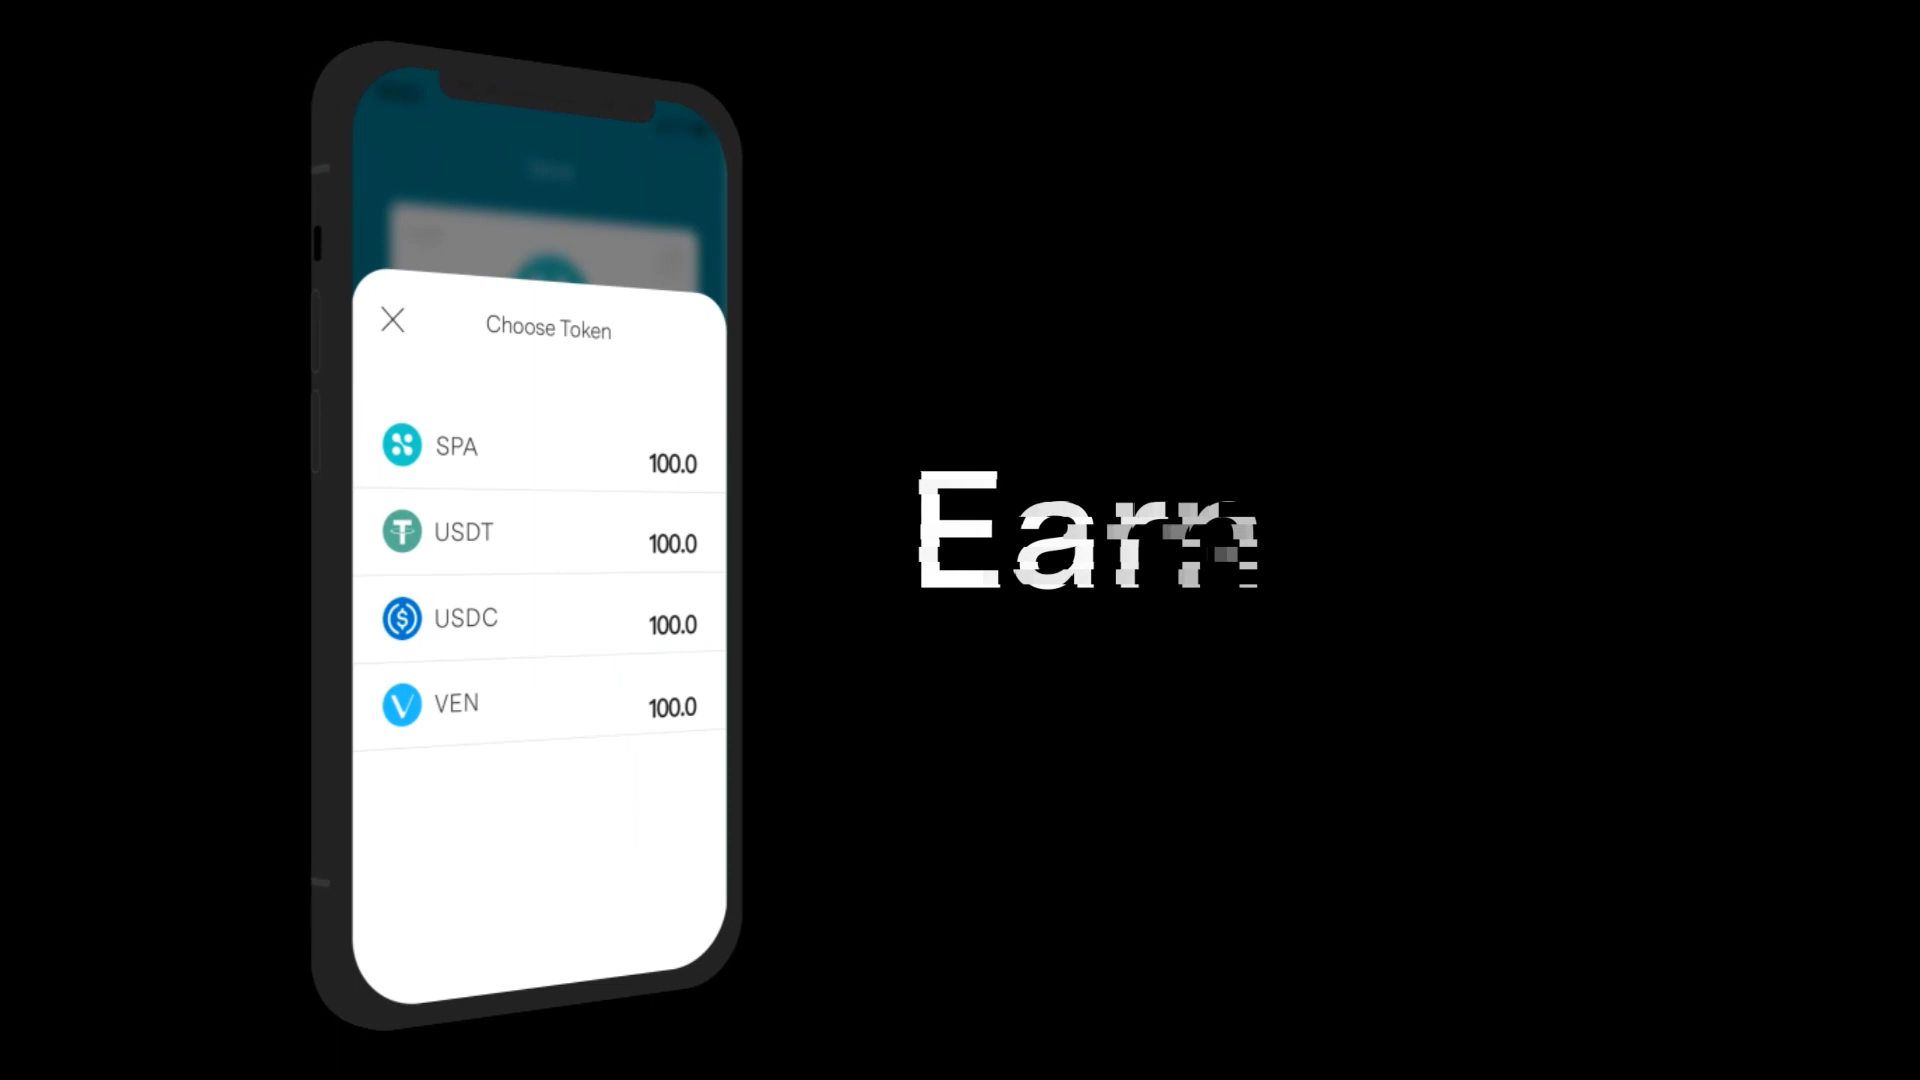 Choose Token
SPA 100.0
USDT 100.0
USDC 100.0
VEN 100.0
Earn